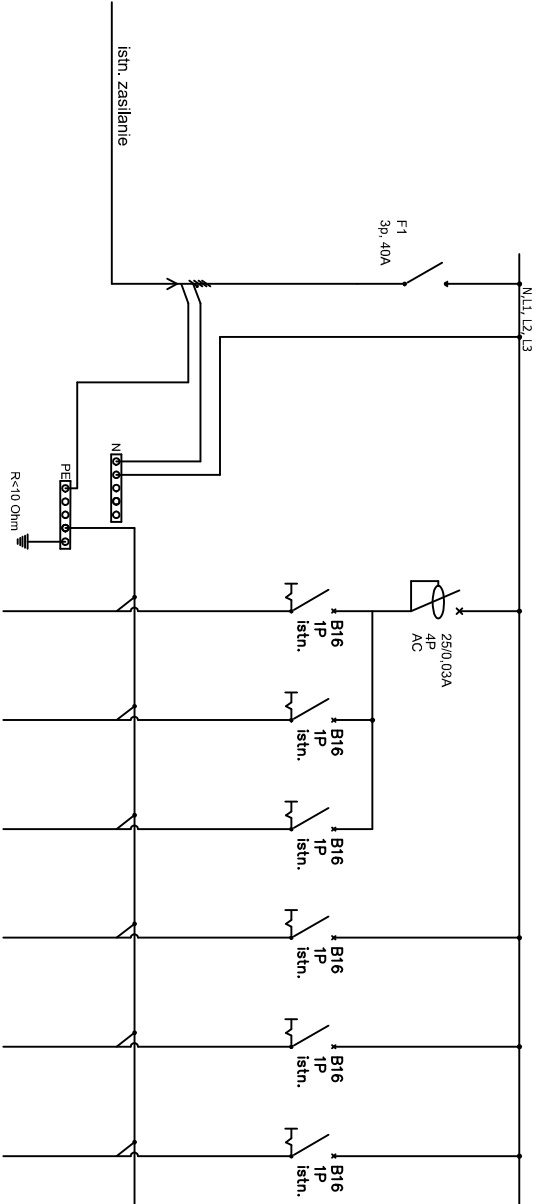 istn. zasilanie
F1
3p, 40A
N,L1, L2, L3
N
PE
R<10 Ohm
25/0,03A
4P
AC
B16
1P
istn.
B16
1P
istn.
B16
1P
istn.
B16
1P
istn.
B16
1P
istn.
B16
1P
istn.